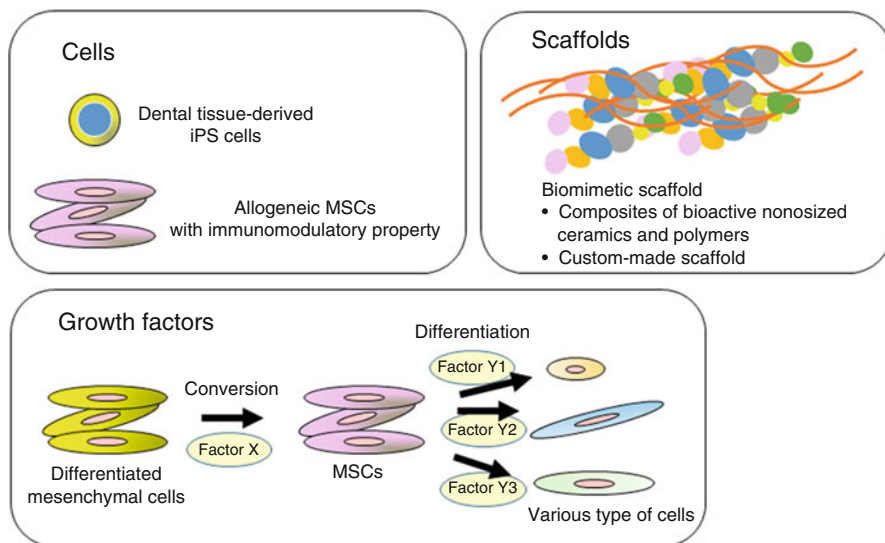 Cells
Dental tissue-derived
iPS cells
Allogeneic MSCs
with immunomodulatory property
Scaffolds
Biomimetic scaffold
• Composites of bioactive nonosized
ceramics and polymers
• Custom-made scaffold
Growth factors
Differentiated
mesenchymal cells
Conversion
Factor X
MSCs
Differentiation
Factor Y1
Factor Y2
Factor Y3
Various type of cells